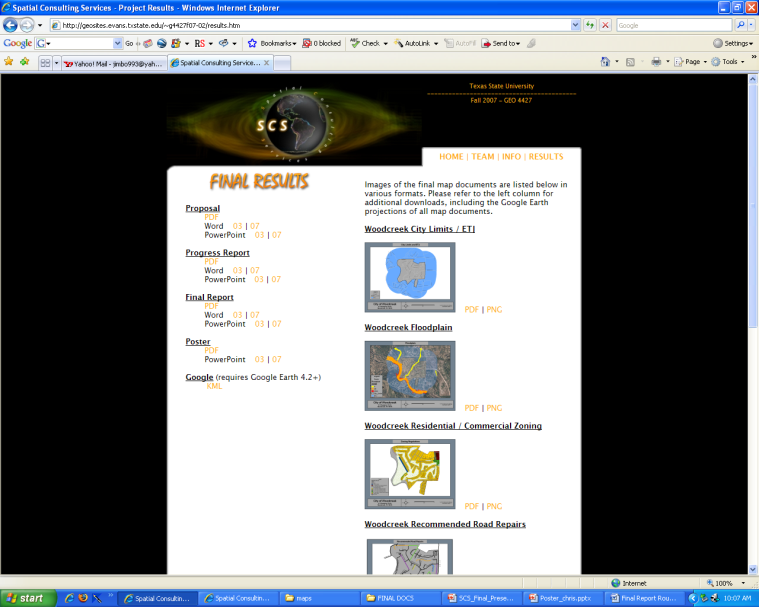 Spatial Consulting Services - Project Results - Windows Internet Explorer
http://geosites.evans.txstate.edu/~g4427f07-02/results.htm
Google
Google G Go RS Bookmarks 0 blocked Check AutoLink AutoFill Send to Settings
Yahoo! Mail - jimbo993@yah... Spatial Consulting Service... X Page Tools
Texas State University
Fall 2007 - GEO 4427
SCS
HOME | TEAM | INFO | RESULTS
FINAL RESULTS
Proposal
PDF
Word 03 | 07
PowerPoint 03 | 07
Progress Report
PDF
Word 03 | 07
PowerPoint 03 | 07
Final Report
PDF
Word 03 | 07
PowerPoint 03 | 07
Poster
PDF
PowerPoint 03 | 07
Google (requires Google Earth 4.2+)
KML
Images of the final map documents are listed below in
various formats. Please refer to the left column for
additional downloads, including the Google Earth
projections of all map documents.
Woodcreek City Limits / ETJ
PDF | PNG
Woodcreek Floodplain
PDF | PNG
Woodcreek Residential / Commercial Zoning
PDF | PNG
Woodcreek Recommended Road Repairs
Internet 100%
start Spatial Consultin... Spatial Consultin... maps FINAL DOCS SCS_Final_Prese... Poster_chris.pptx Final Report Rou... 10:07 AM